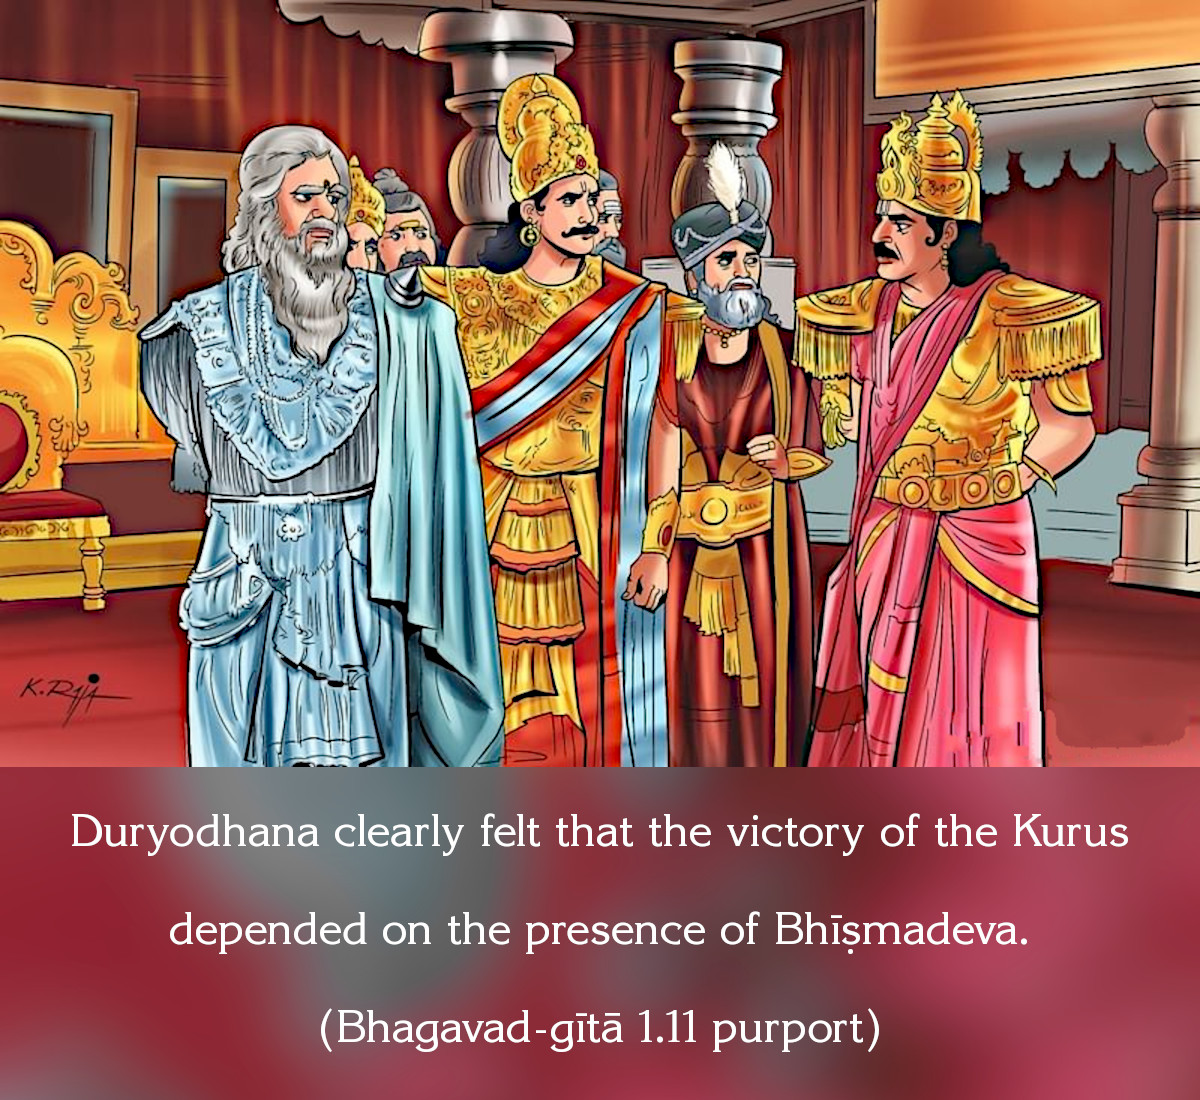 K. Raja
Duryodhana clearly felt that the victory of the Kurus
depended on the presence of Bhīṣmadeva.
(Bhagavad-gītā 1.11 purport)